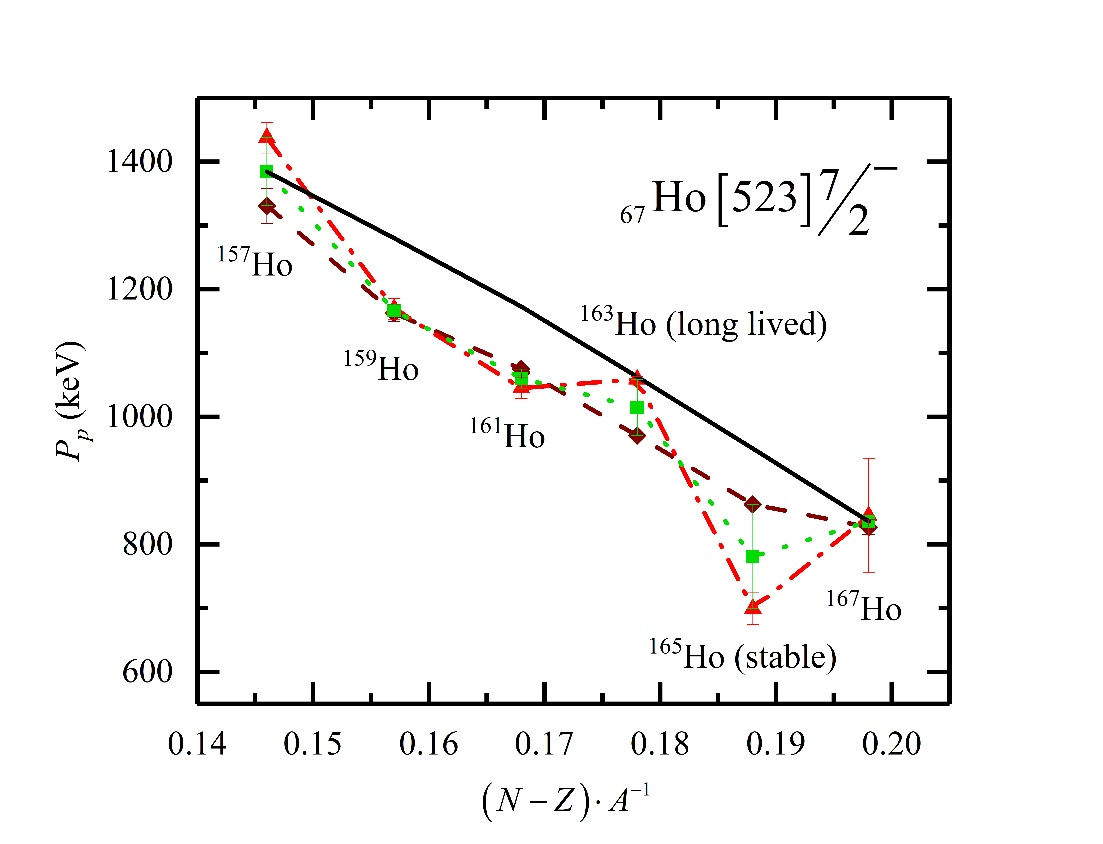 ₆₇Ho [523] 7/2⁻
1400
1200
1000
800
600
P_p (keV)
¹⁵⁷Ho
¹⁵⁹Ho
¹⁶¹Ho
¹⁶³Ho (long lived)
¹⁶⁵Ho (stable)
¹⁶⁷Ho
0.14 0.15 0.16 0.17 0.18 0.19 0.20
(N − Z) · A⁻¹